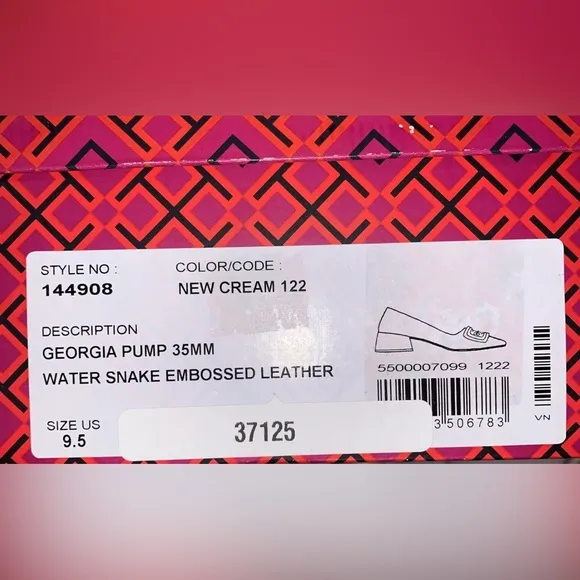 STYLE NO : COLOR/CODE :
144908 NEW CREAM 122
DESCRIPTION
GEORGIA PUMP 35MM
WATER SNAKE EMBOSSED LEATHER
5500007099 1222
SIZE US
9.5
37125
3 506783
VN